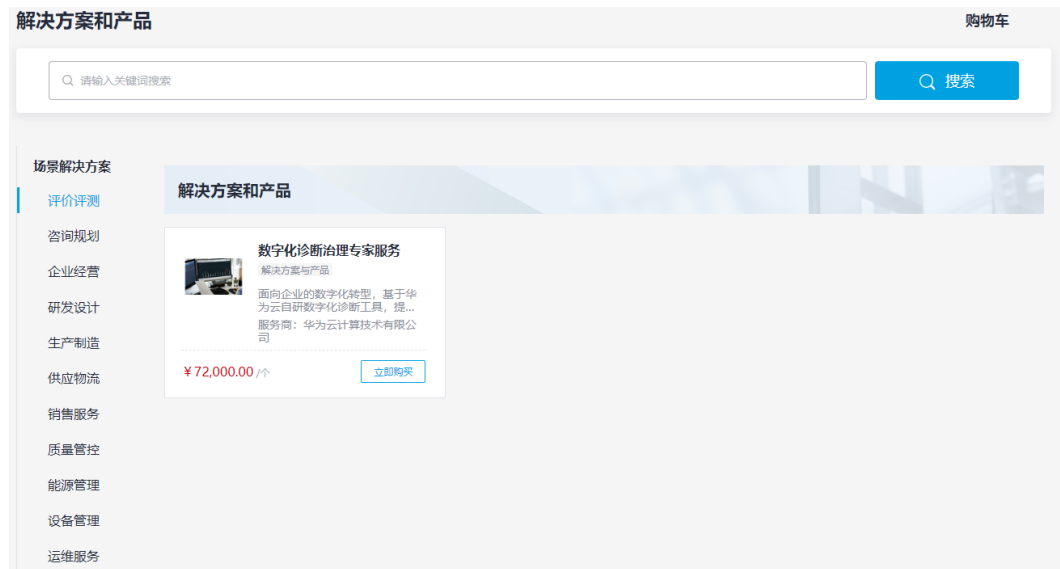 解决方案和产品
购物车
请输入关键词搜索
搜索
场景解决方案
评价评测
咨询规划
企业经营
研发设计
生产制造
供应物流
销售服务
质量管控
能源管理
设备管理
运维服务
解决方案和产品
数字化诊断治理专家服务
解决方案与产品
面向企业的数字化转型，基于华
为云自研数字化诊断工具，提...
服务商：华为云计算技术有限公
司
¥72,000.00 /个
立即购买